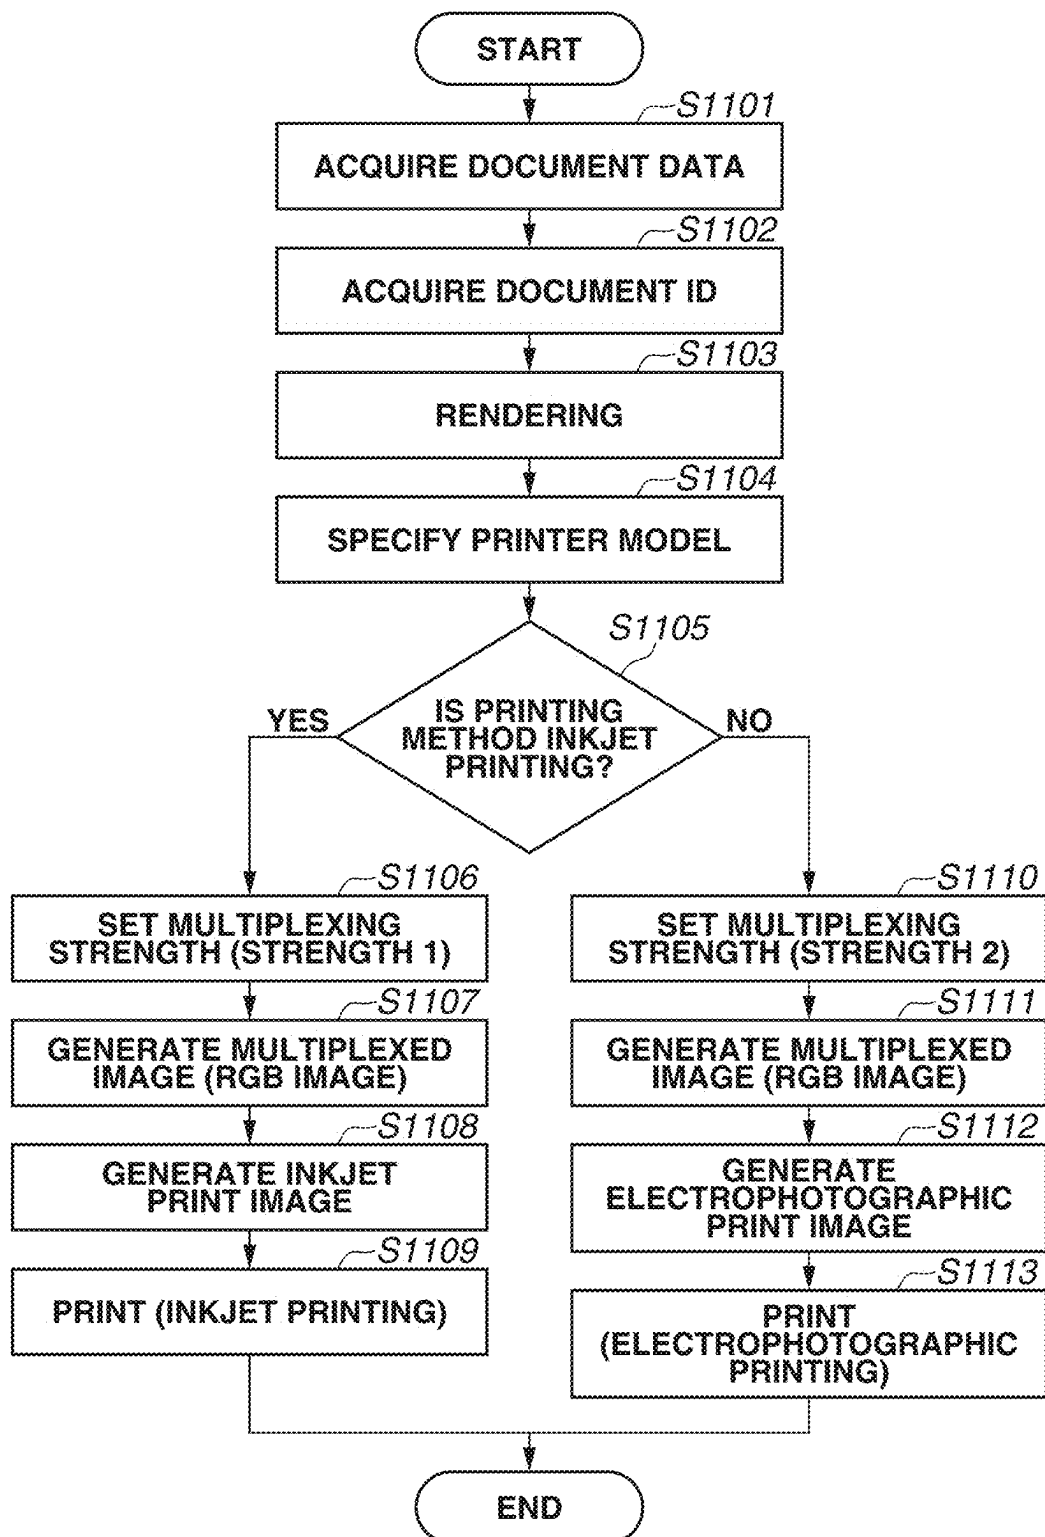 START
S1101
ACQUIRE DOCUMENT DATA
S1102
ACQUIRE DOCUMENT ID
S1103
RENDERING
S1104
SPECIFY PRINTER MODEL
S1105
IS PRINTING
METHOD INKJET
PRINTING?
YES
NO
S1106
SET MULTIPLEXING
STRENGTH (STRENGTH 1)
S1107
GENERATE MULTIPLEXED
IMAGE (RGB IMAGE)
S1108
GENERATE INKJET
PRINT IMAGE
S1109
PRINT (INKJET PRINTING)
S1110
SET MULTIPLEXING
STRENGTH (STRENGTH 2)
S1111
GENERATE MULTIPLEXED
IMAGE (RGB IMAGE)
S1112
GENERATE
ELECTROPHOTOGRAPHIC
PRINT IMAGE
S1113
PRINT
(ELECTROPHOTOGRAPHIC
PRINTING)
END